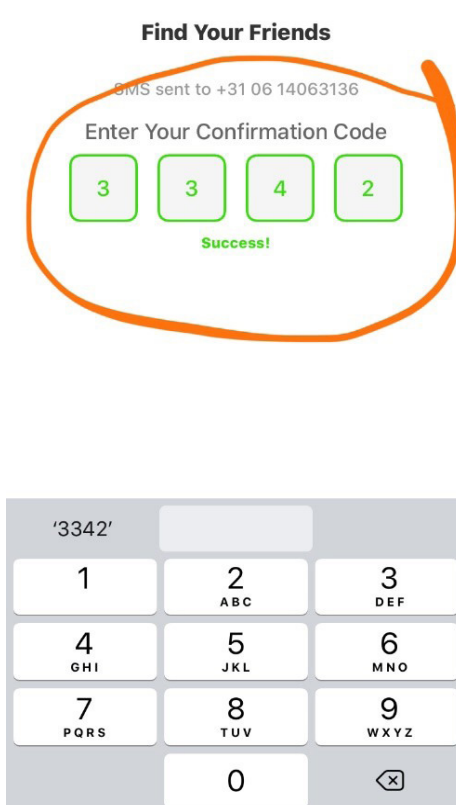 Find Your Friends
SMS sent to +31 06 14063136
Enter Your Confirmation Code
3 3 4 2
Success!
‘3342’
1 2 3
ABC DEF
4 5 6
GHI JKL MNO
7 8 9
PQRS TUV WXYZ
0